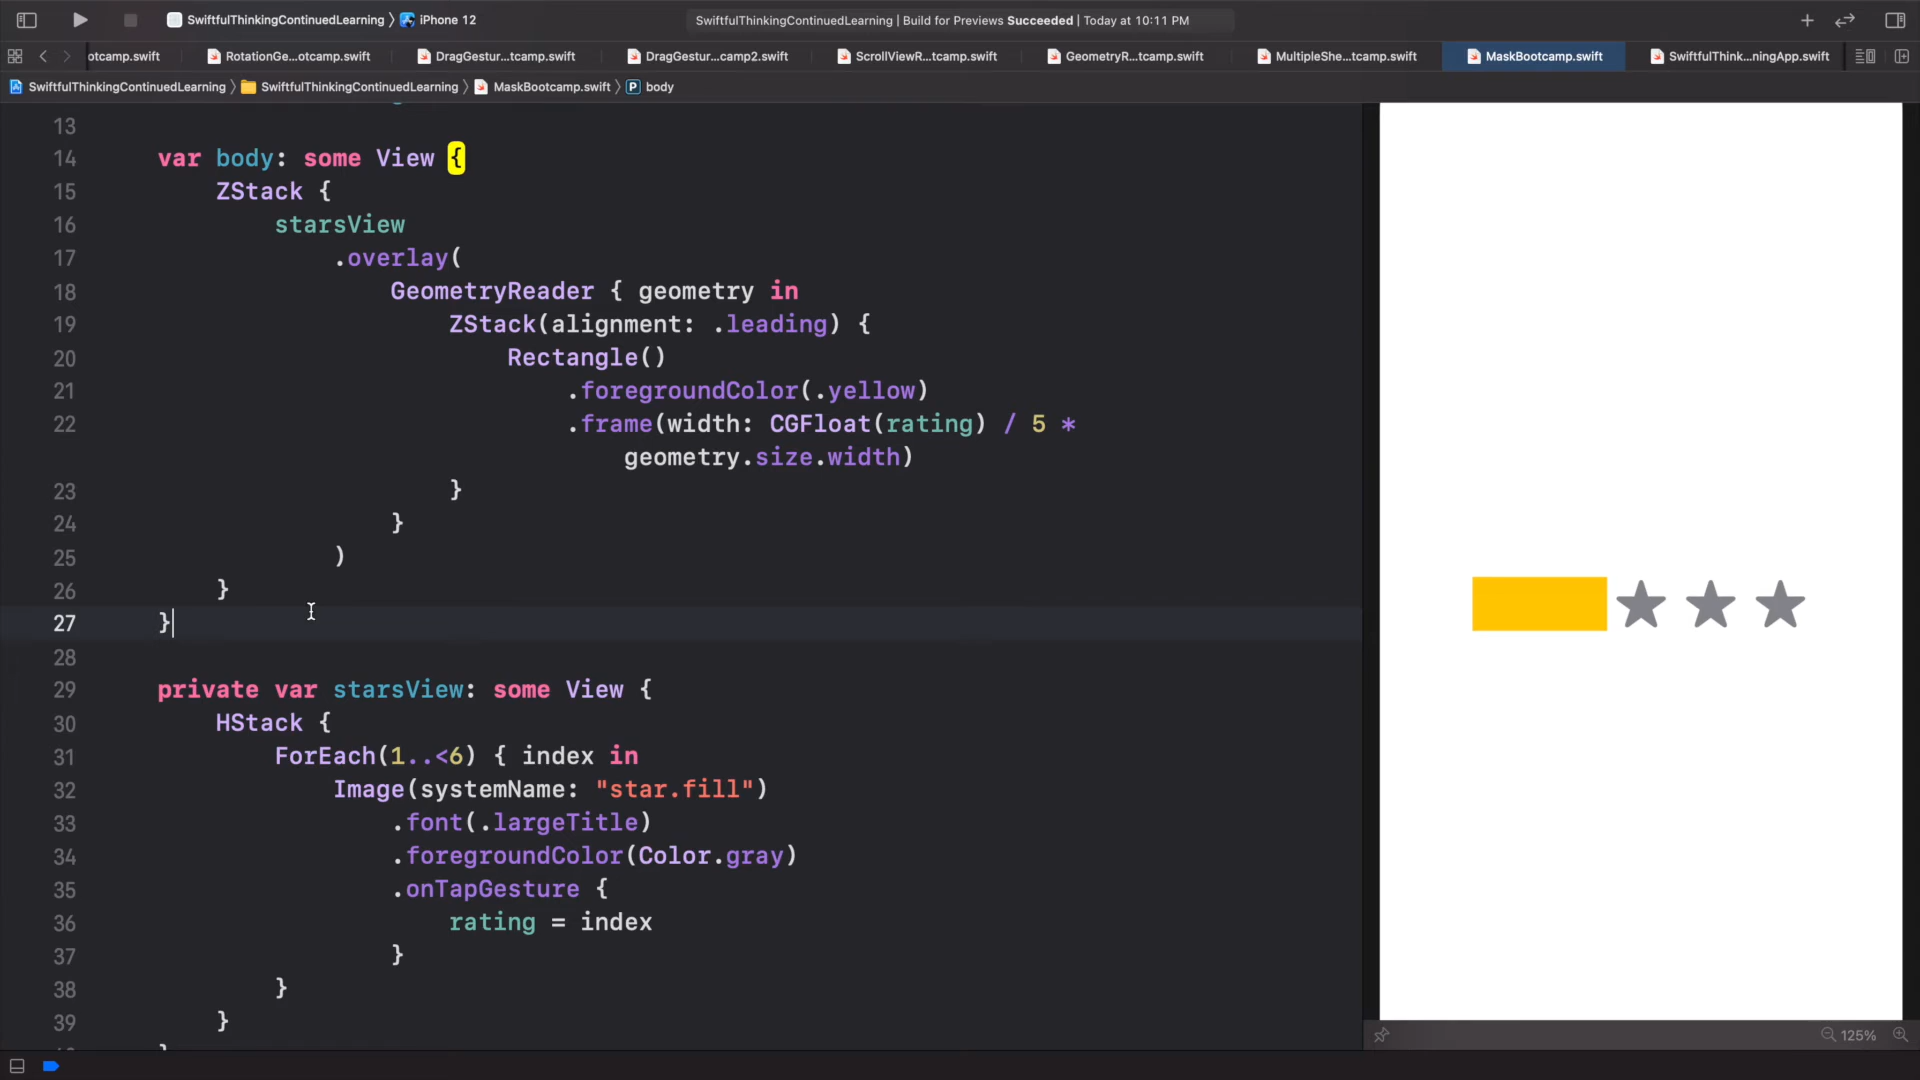 SwiftfulThinkingContinuedLearning 〉 iPhone 12
SwiftfulThinkingContinuedLearning | Build for Previews Succeeded | Today at 10:11 PM
otcamp.swift RotationGe...otcamp.swift DragGestur...tcamp.swift DragGestur...camp2.swift ScrollViewR...tcamp.swift GeometryR...tcamp.swift MultipleShe...tcamp.swift MaskBootcamp.swift SwiftfulThink...ningApp.swift
SwiftfulThinkingContinuedLearning 〉 SwiftfulThinkingContinuedLearning 〉 MaskBootcamp.swift 〉 P body
13
14 var body: some View {
15 ZStack {
16 starsView
17 .overlay(
18 GeometryReader { geometry in
19 ZStack(alignment: .leading) {
20 Rectangle()
21 .foregroundColor(.yellow)
22 .frame(width: CGFloat(rating) / 5 *
geometry.size.width)
23 }
24 }
25 )
26 }
27 }
28
29 private var starsView: some View {
30 HStack {
31 ForEach(1..<6) { index in
32 Image(systemName: "star.fill")
33 .font(.largeTitle)
34 .foregroundColor(Color.gray)
35 .onTapGesture {
36 rating = index
37 }
38 }
39 }
125%